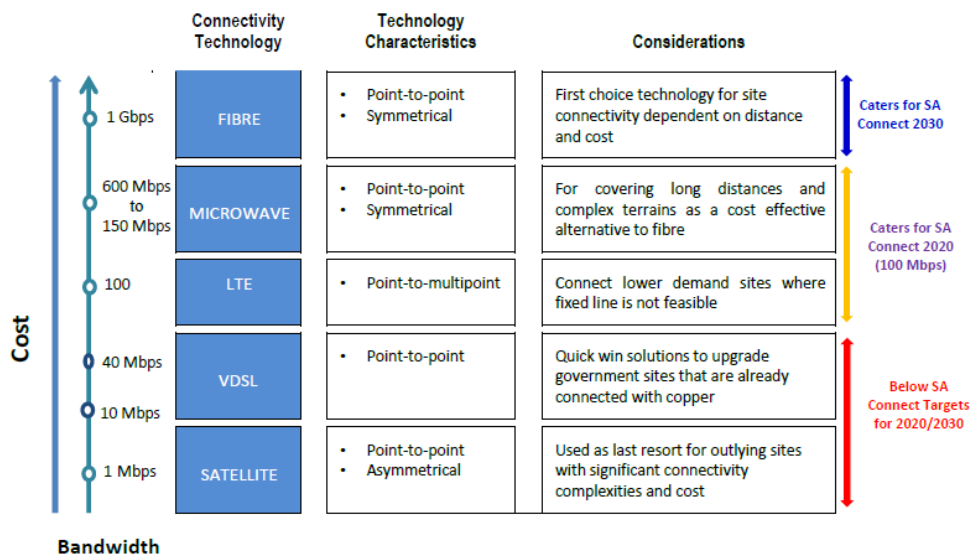 Connectivity
Technology
Technology
Characteristics
Considerations
1 Gbps
FIBRE
• Point-to-point
• Symmetrical
First choice technology for site
connectivity dependent on distance
and cost
Caters for SA
Connect 2030
600 Mbps
to
150 Mbps
MICROWAVE
• Point-to-point
• Symmetrical
For covering long distances and
complex terrains as a cost effective
alternative to fibre
Caters for SA
Connect 2020
(100 Mbps)
100
LTE
• Point-to-multipoint
Connect lower demand sites where
fixed line is not feasible
40 Mbps
10 Mbps
VDSL
• Point-to-point
Quick win solutions to upgrade
government sites that are already
connected with copper
Below SA
Connect Targets
for 2020/2030
1 Mbps
SATELLITE
• Point-to-point
• Asymmetrical
Used as last resort for outlying sites
with significant connectivity
complexities and cost
Cost
Bandwidth